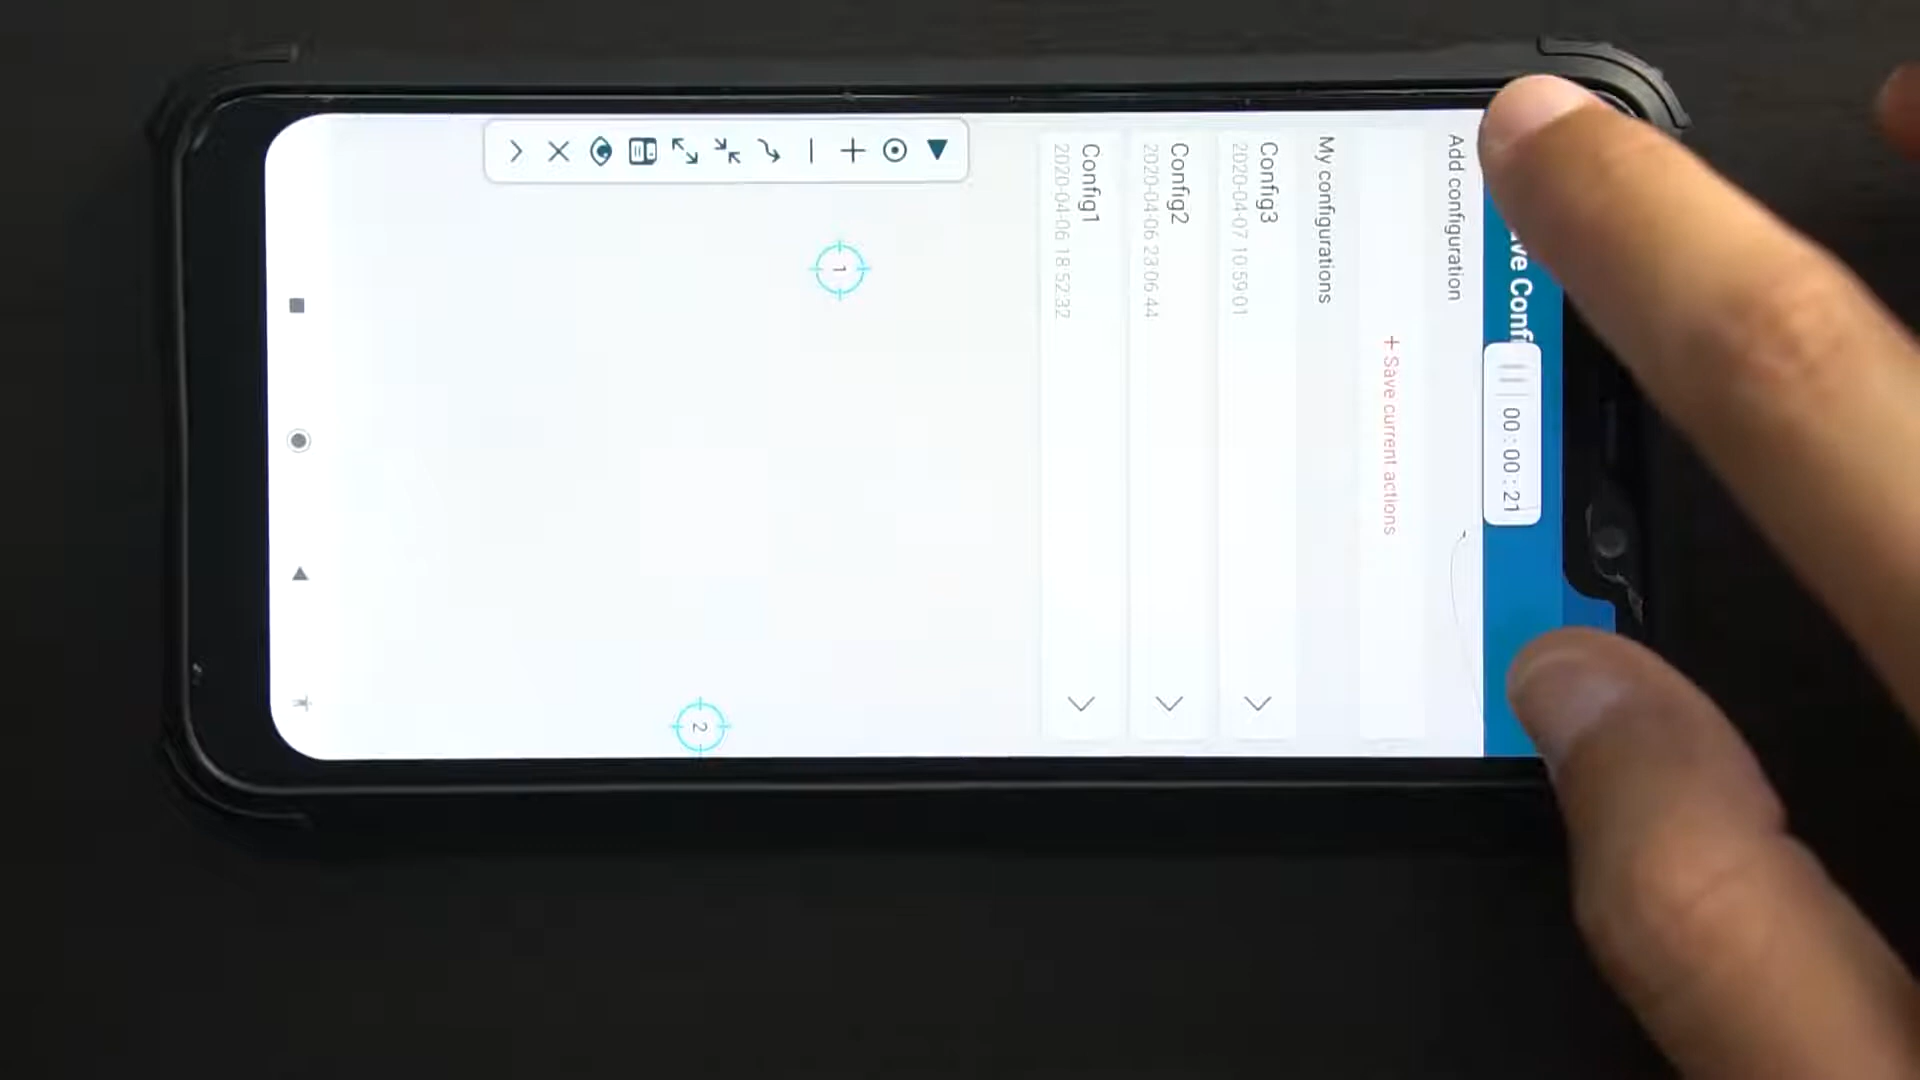 00:00:21
Add configuration
+ Save current actions
My configurations
Config3
2020-04-07 10:59:01
Config2
2020-04-06 23:06:44
Config1
2020-04-06 18:52:32
1
2